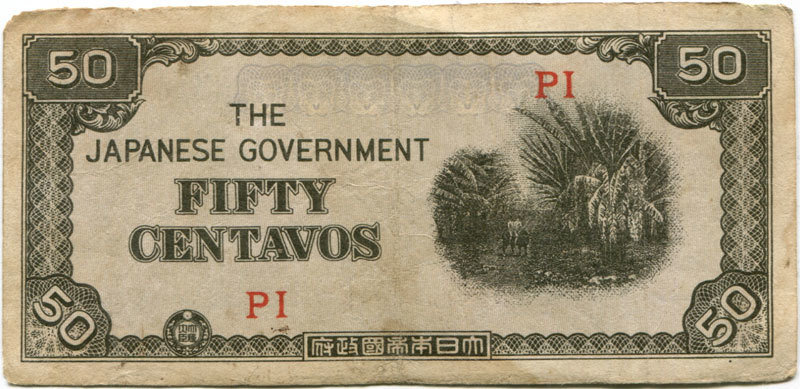 50
50
PI
THE
JAPANESE GOVERNMENT
FIFTY
CENTAVOS
PI
50
大日本帝國政府
50